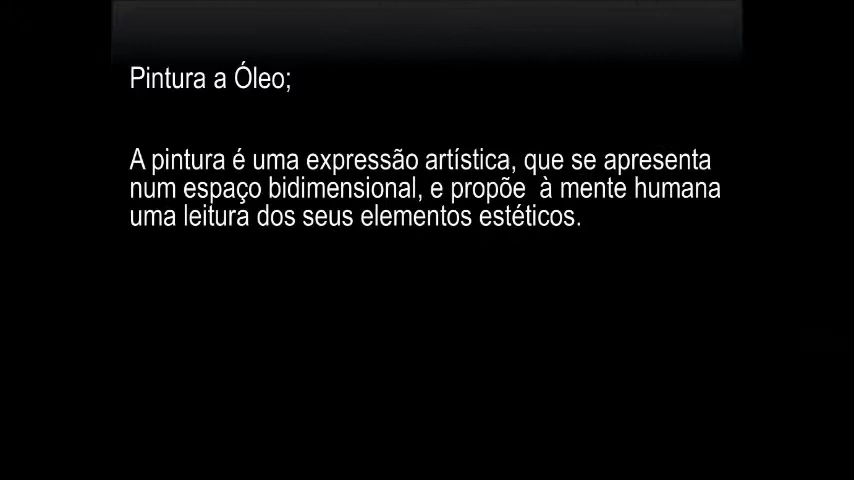 Pintura a Óleo;
A pintura é uma expressão artística, que se apresenta
num espaço bidimensional, e propõe  à mente humana
uma leitura dos seus elementos estéticos.